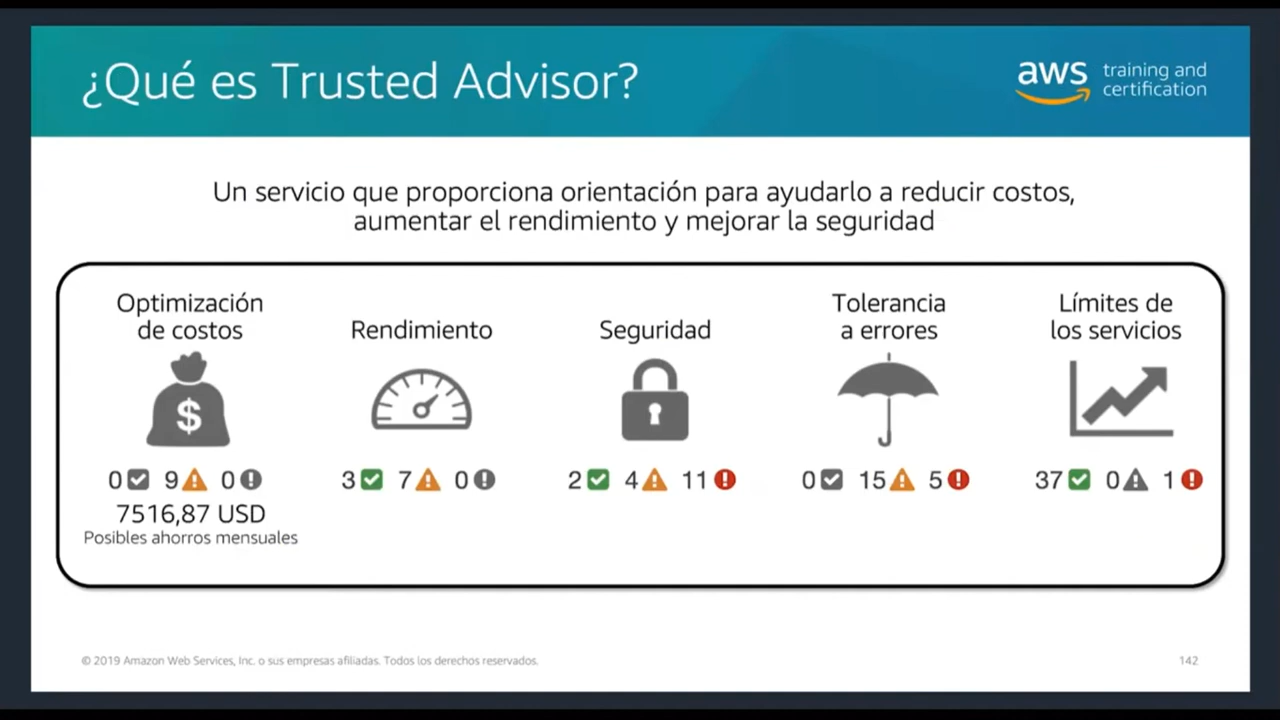 ¿Qué es Trusted Advisor?
aws training and
certification
Un servicio que proporciona orientación para ayudarlo a reducir costos,
aumentar el rendimiento y mejorar la seguridad
Optimización
de costos
0 9 0
7516,87 USD
Posibles ahorros mensuales
Rendimiento
3 7 0
Seguridad
2 4 11
Tolerancia
a errores
0 15 5
Límites de
los servicios
37 0 1
© 2019 Amazon Web Services, Inc. o sus empresas afiliadas. Todos los derechos reservados.
142